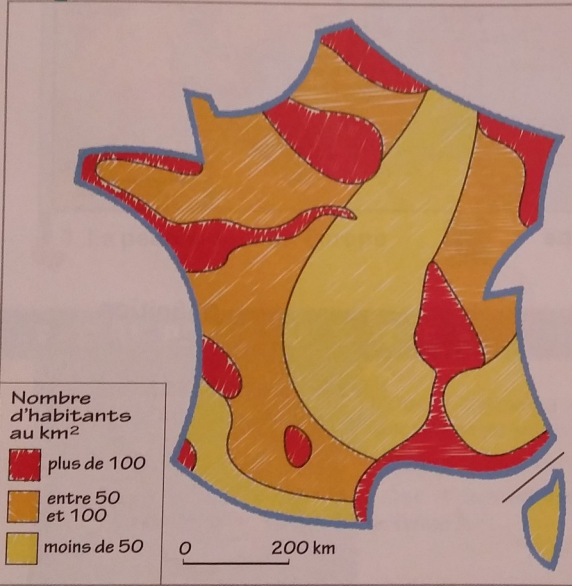 Nombre
d'habitants
au km²
plus de 100
entre 50
et 100
moins de 50
0 200 km